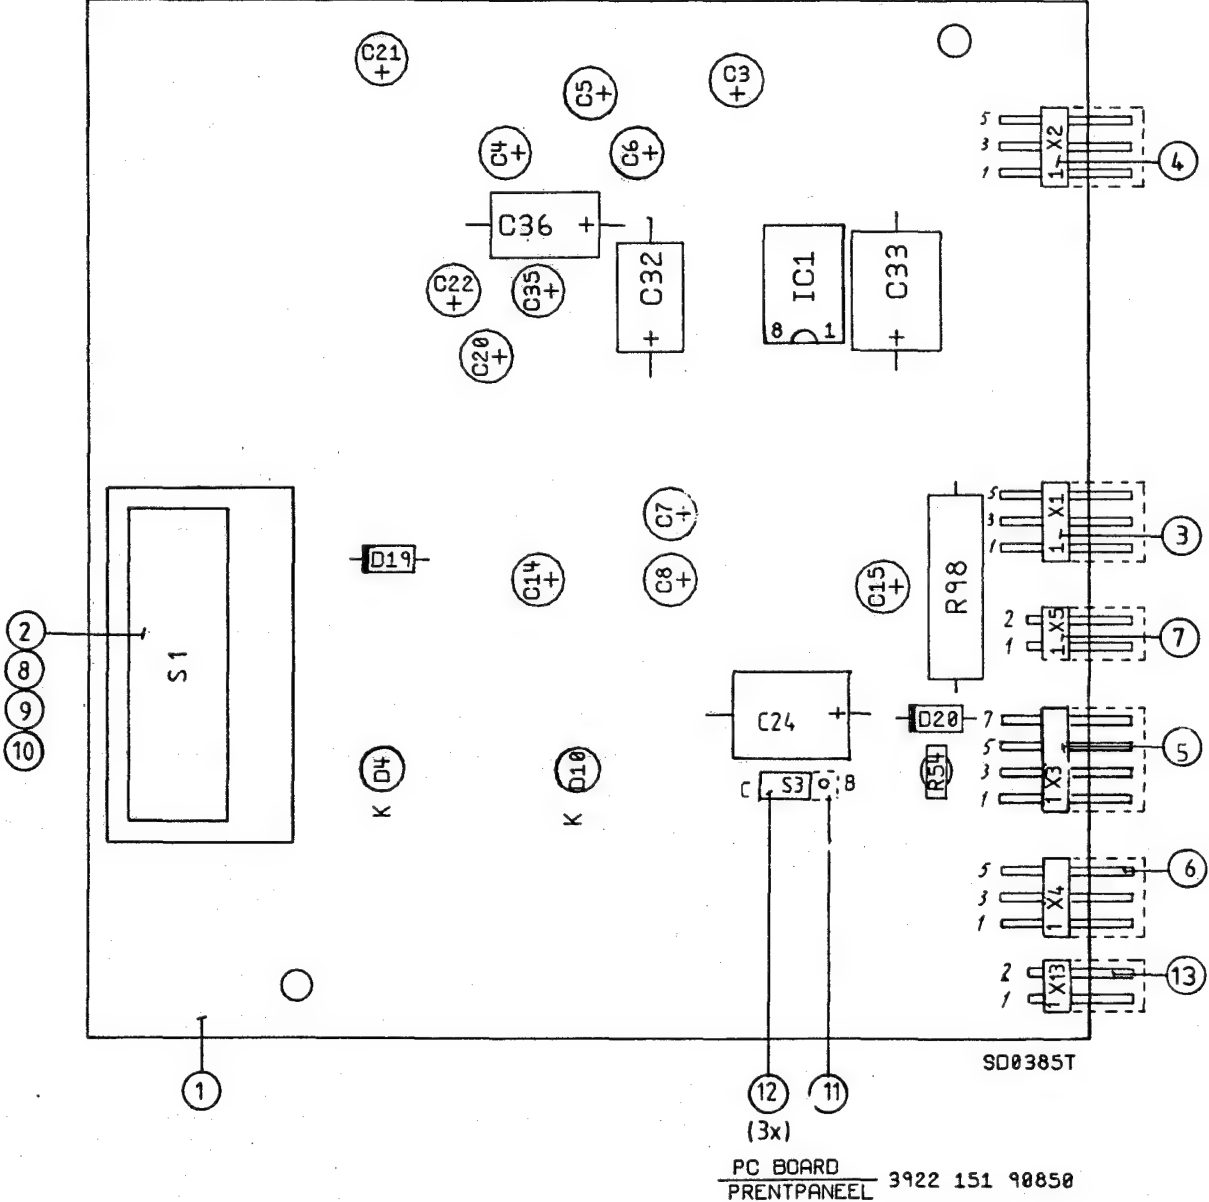 C21
+
C5
+
C3
+
C4
+
C6
+
5
3
1
X2
1
4
C36 +
C32
+
IC1
8 1
C33
+
C22
+
C35
+
C20
+
5
3
1
X1
1
3
C7
+
D19
C14
+
C8
+
C15
+
R98
2
1
X5
1
7
2
8
9
10
S1
C24
+
D20
7
5
3
1
X3
1
5
D4
K
D10
K
C S3 B
R54
5
3
1
X4
1
6
2
1
X13
1
13
SD0385T
1
12
11
(3x)
PC BOARD
PRENTPANEEL
3922 151 90850